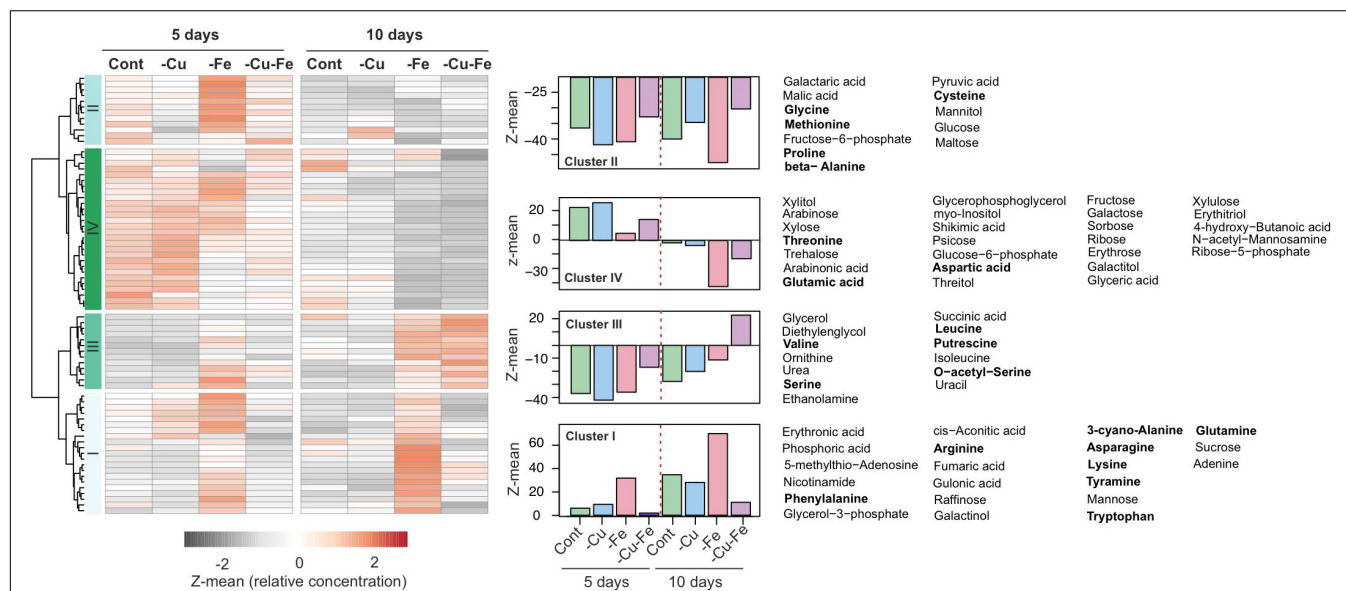 5 days 10 days
Cont -Cu -Fe -Cu-Fe Cont -Cu -Fe -Cu-Fe
II
IV
III
I
-2 0 2
Z-mean (relative concentration)
Z-mean
−25
−40
Cluster II
Galactaric acid
Malic acid
Glycine
Methionine
Fructose−6−phosphate
Proline
beta− Alanine
Pyruvic acid
Cysteine
Mannitol
Glucose
Maltose
z-mean
20
0
−30
Cluster IV
Xylitol
Arabinose
Xylose
Threonine
Trehalose
Arabinonic acid
Glutamic acid
Glycerophosphoglycerol
myo-Inositol
Shikimic acid
Psicose
Glucose−6−phosphate
Aspartic acid
Threitol
Fructose
Galactose
Sorbose
Ribose
Erythrose
Galactitol
Glyceric acid
Xylulose
Erythitriol
4-hydroxy−Butanoic acid
N−acetyl−Mannosamine
Ribose−5−phosphate
Z-mean
20
−10
−40
Cluster III
Glycerol
Diethylenglycol
Valine
Ornithine
Urea
Serine
Ethanolamine
Succinic acid
Leucine
Putrescine
Isoleucine
O−acetyl−Serine
Uracil
Z-mean
60
40
20
0
Cluster I
Cont -Cu -Fe -Cu-Fe Cont -Cu -Fe -Cu-Fe
5 days 10 days
Erythronic acid
Phosphoric acid
5-methylthio−Adenosine
Nicotinamide
Phenylalanine
Glycerol−3−phosphate
cis−Aconitic acid
Arginine
Fumaric acid
Gulonic acid
Raffinose
Galactinol
3-cyano-Alanine
Asparagine
Lysine
Tyramine
Mannose
Tryptophan
Glutamine
Sucrose
Adenine